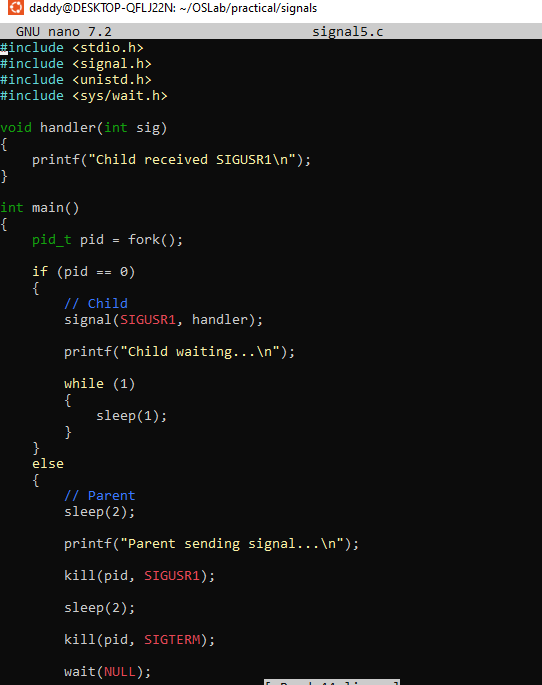 daddy@DESKTOP-QFLJ22N: ~/OSLab/practical/signals
GNU nano 7.2 signal5.c
#include <stdio.h>
#include <signal.h>
#include <unistd.h>
#include <sys/wait.h>

void handler(int sig)
{
    printf("Child received SIGUSR1\n");
}

int main()
{
    pid_t pid = fork();

    if (pid == 0)
    {
        // Child
        signal(SIGUSR1, handler);

        printf("Child waiting...\n");

        while (1)
        {
            sleep(1);
        }
    }
    else
    {
        // Parent
        sleep(2);

        printf("Parent sending signal...\n");

        kill(pid, SIGUSR1);

        sleep(2);

        kill(pid, SIGTERM);

        wait(NULL);